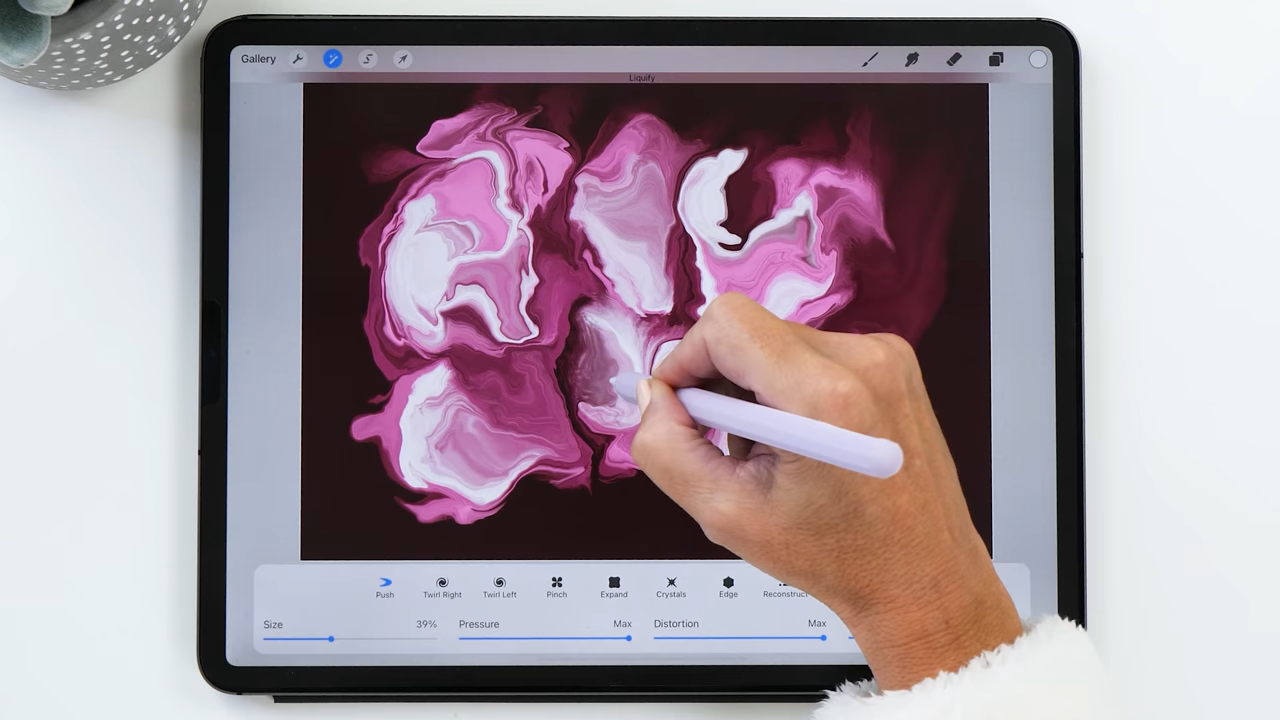 Gallery
Liquify
Push Twirl Right Twirl Left Pinch Expand Crystals Edge Reconstruct
Size 39% Pressure Max Distortion Max